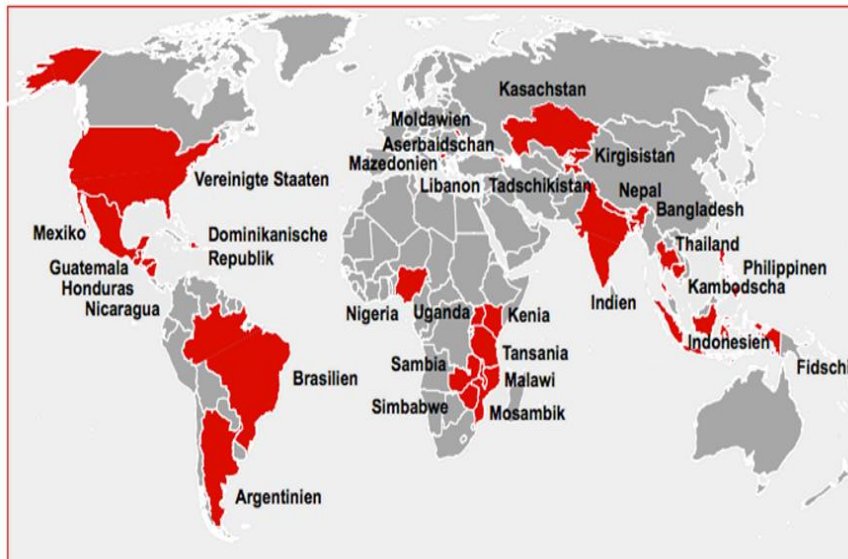 Kasachstan
Moldawien
Aserbaidschan
Kirgisistan
Mazedonien
Vereinigte Staaten
Libanon
Tadschikistan
Nepal
Bangladesh
Mexiko
Dominikanische
Republik
Thailand
Guatemala
Philippinen
Honduras
Kambodscha
Nicaragua
Nigeria
Uganda
Kenia
Indien
Indonesien
Sambia
Tansania
Fidschi
Brasilien
Malawi
Simbabwe
Mosambik
Argentinien